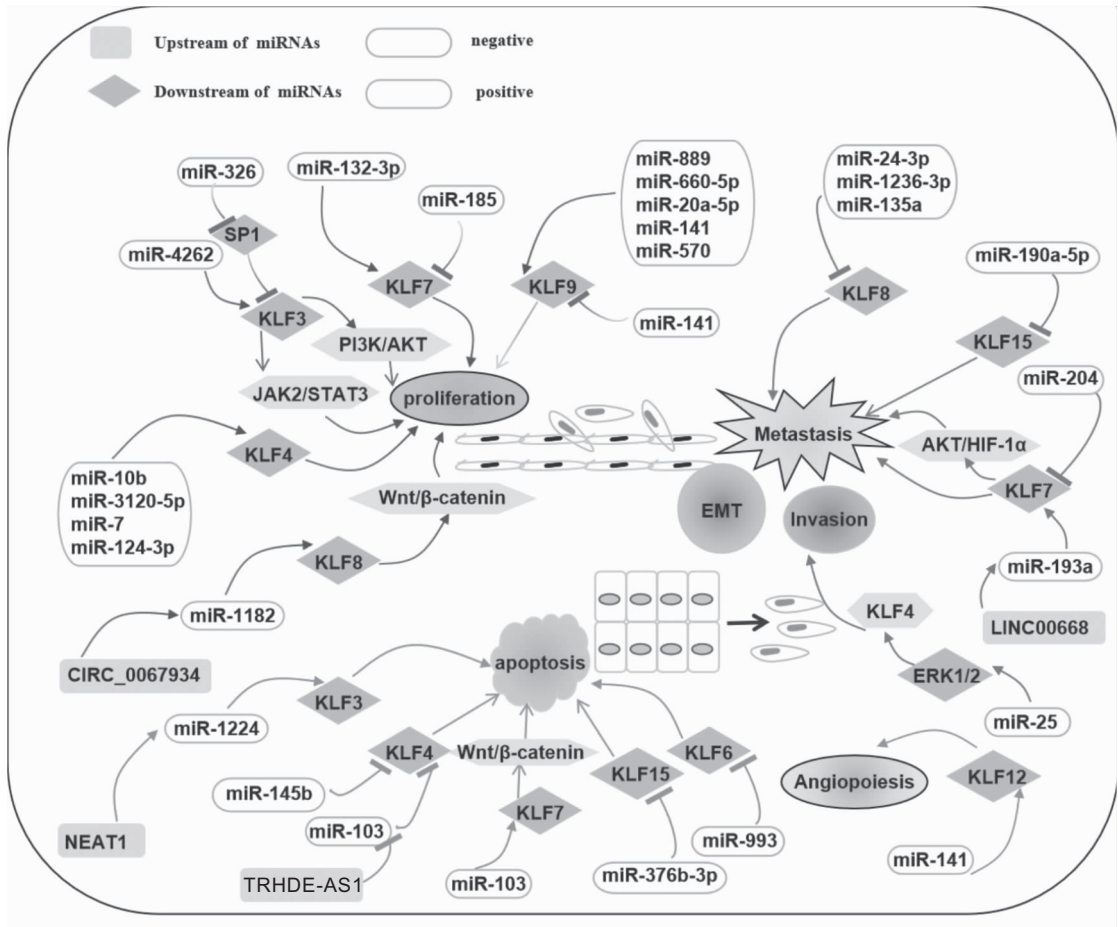 Upstream of miRNAs
negative
Downstream of miRNAs
positive
miR-326
miR-132-3p
miR-185
SP1
miR-4262
KLF3
KLF7
PI3K/AKT
JAK2/STAT3
proliferation
miR-889
miR-660-5p
miR-20a-5p
miR-141
miR-570
KLF9
miR-141
miR-24-3p
miR-1236-3p
miR-135a
KLF8
miR-190a-5p
KLF15
miR-204
Metastasis
AKT/HIF-1α
KLF7
EMT
Invasion
miR-193a
LINC00668
KLF4
miR-10b
miR-3120-5p
miR-7
miR-124-3p
Wnt/β-catenin
KLF8
miR-1182
CIRC_0067934
KLF4
ERK1/2
miR-25
apoptosis
KLF3
miR-1224
NEAT1
KLF4
Wnt/β-catenin
miR-145b
miR-103
TRHDE-AS1
KLF7
miR-103
KLF15
miR-376b-3p
KLF6
miR-993
Angiopoiesis
KLF12
miR-141